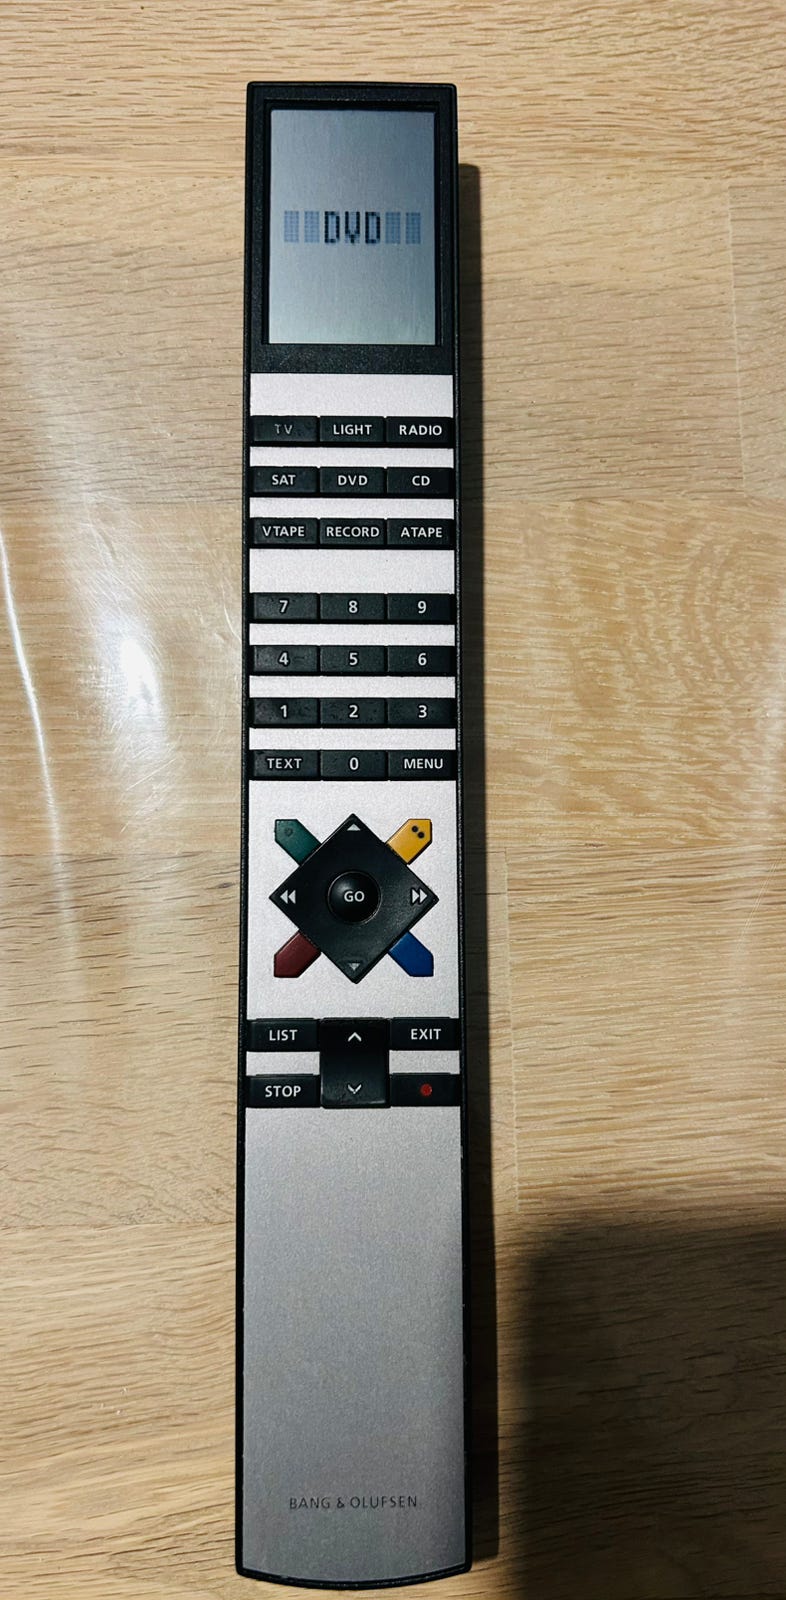 DVD
TV LIGHT RADIO
SAT DVD CD
VTAPE RECORD ATAPE
7 8 9
4 5 6
1 2 3
TEXT 0 MENU
GO
LIST EXIT
STOP
BANG & OLUFSEN